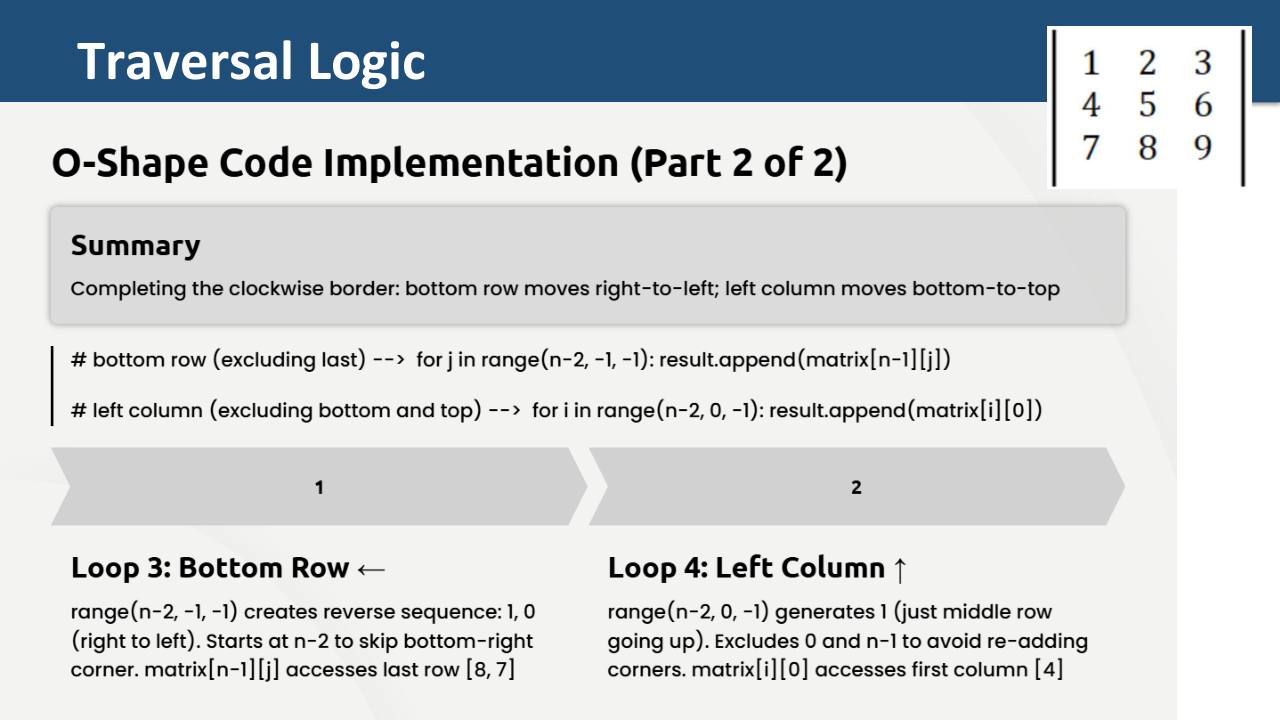 Traversal Logic
1 2 3
4 5 6
7 8 9
O-Shape Code Implementation (Part 2 of 2)
Summary
Completing the clockwise border: bottom row moves right-to-left; left column moves bottom-to-top
# bottom row (excluding last) --> for j in range(n-2, -1, -1): result.append(matrix[n-1][j])
# left column (excluding bottom and top) --> for i in range(n-2, 0, -1): result.append(matrix[i][0])
1
2
Loop 3: Bottom Row ←
range(n-2, -1, -1) creates reverse sequence: 1, 0
(right to left). Starts at n-2 to skip bottom-right
corner. matrix[n-1][j] accesses last row [8, 7]
Loop 4: Left Column ↑
range(n-2, 0, -1) generates 1 (just middle row
going up). Excludes 0 and n-1 to avoid re-adding
corners. matrix[i][0] accesses first column [4]